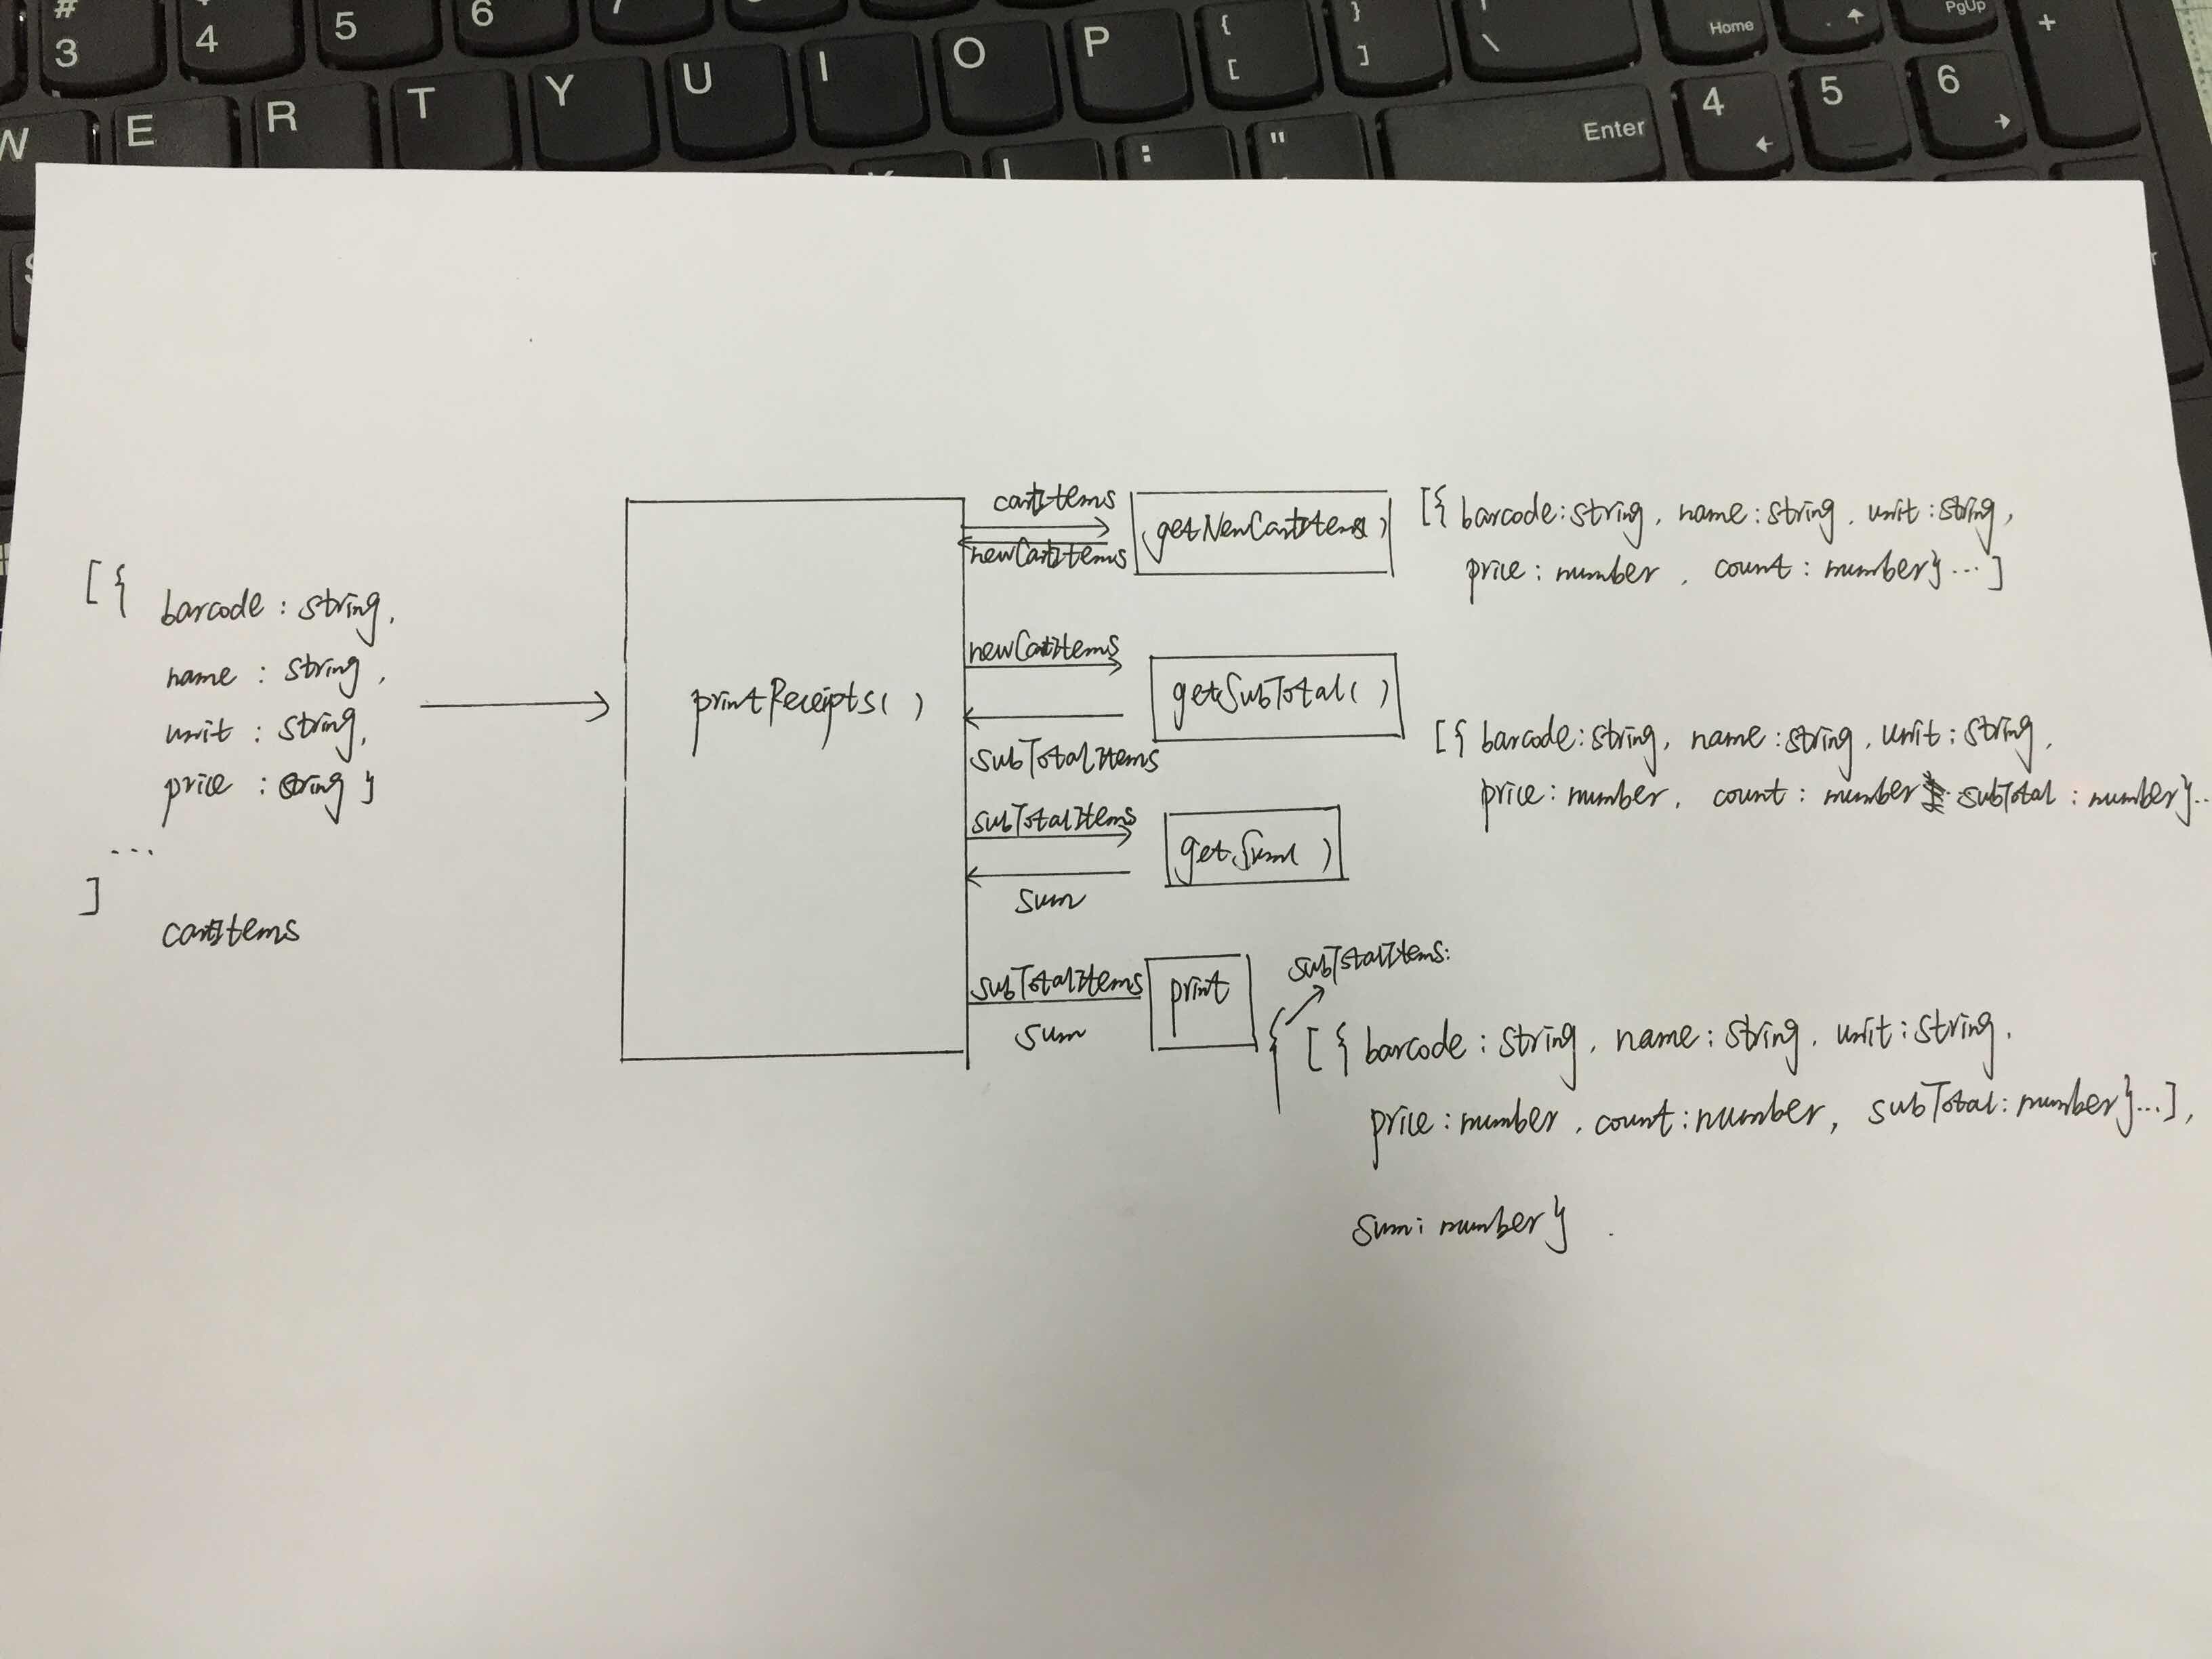 #
3
4
5
6
7
{
[
}
]
\
Home
PgUp
+
W
E
R
T
Y
U
I
O
P
:
"
Enter
4
5
6
K
L
[{ barcode : string,
name : string,
unit : string,
price : string }
...
]
cartItems
printReceipts( )
cartItems
newCartItems
getNewCartItems( )
[{ barcode : string, name : string, unit : string,
price : number, count : number} ... ]
newCartItems
subTotalItems
getSubTotal( )
[{ barcode : string, name : string, unit : string,
price : number, count : number subTotal : number}...
subTotalItems
sum
getSum( )
subTotalItems
sum
print
subTotalItems:
{ [ { barcode : string, name : string, unit : string,
price : number, count : number, subTotal : number}...],
sum : number}